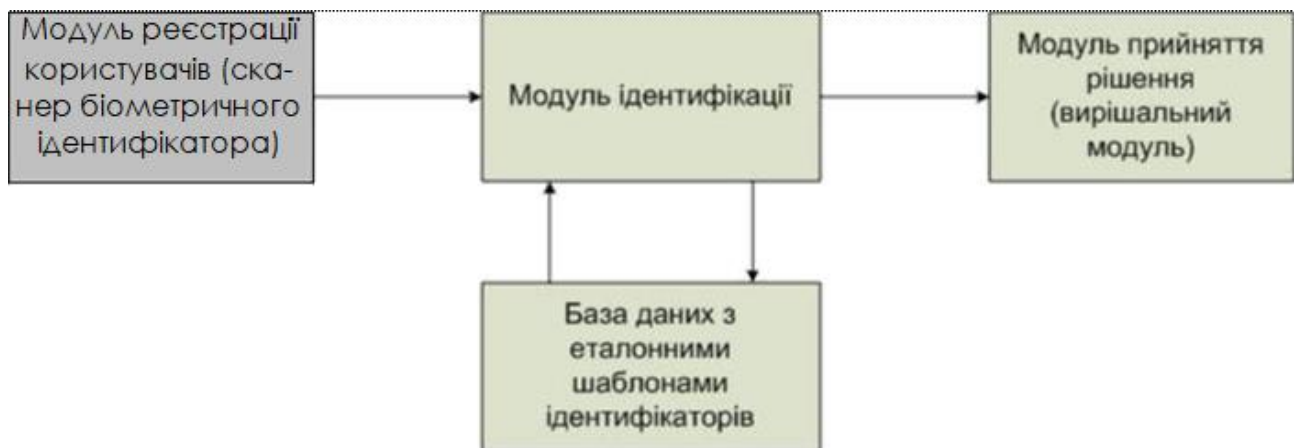 Модуль реєстрації
користувачів (ска-
нер біометричного
ідентифікатора)
Модуль ідентифікації
Модуль прийняття
рішення
(вирішальний
модуль)
База даних з
еталонними
шаблонами
ідентифікаторів